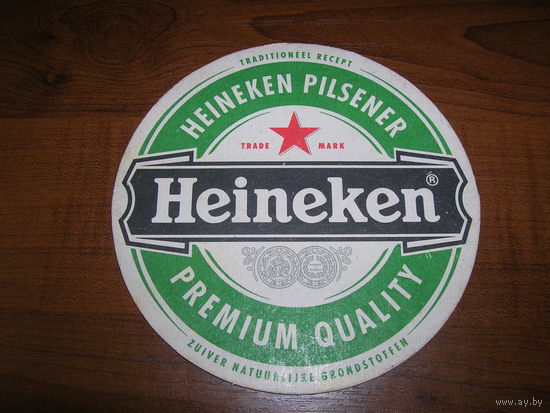 TRADITIONEEL RECEPT
HEINEKEN PILSENER
TRADE MARK
Heineken®
PREMIUM QUALITY
ZUIVER NATUURLIJKE GRONDSTOFFEN
www.ay.by